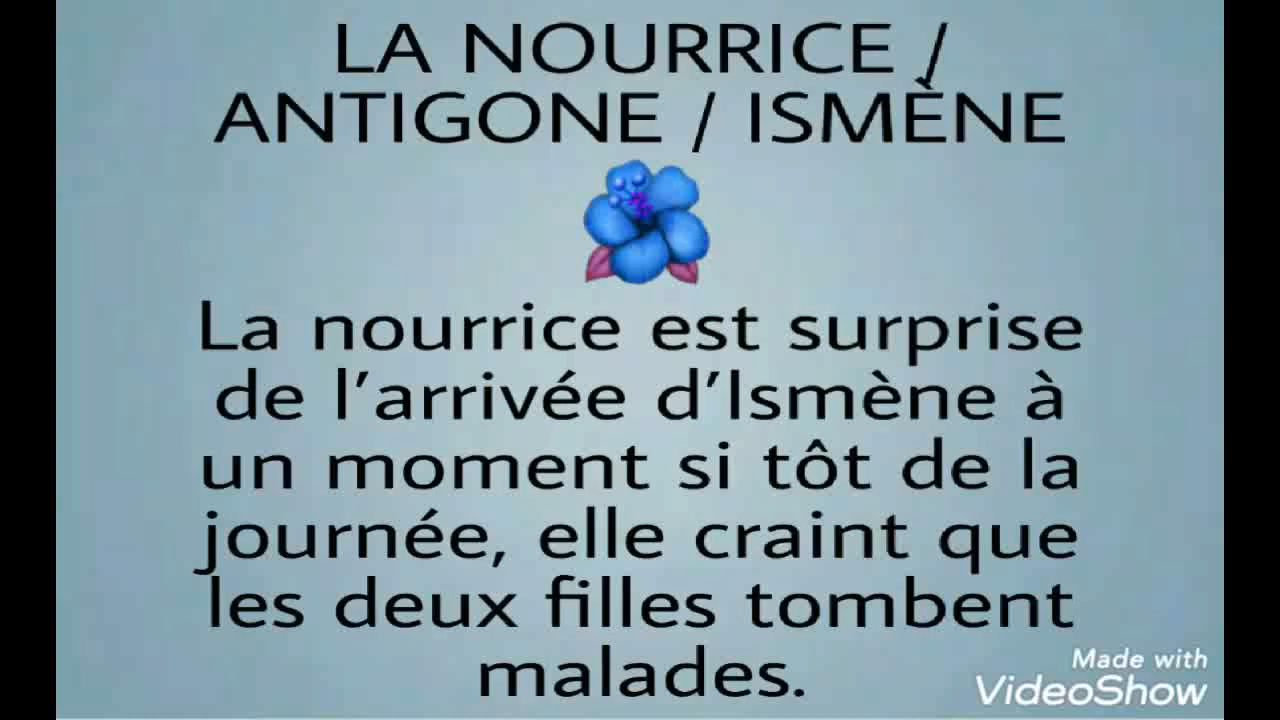 LA NOURRICE /
ANTIGONE / ISMÈNE
La nourrice est surprise
de l’arrivée d’Ismène à
un moment si tôt de la
journée, elle craint que
les deux filles tombent
malades.
Made with
VideoShow